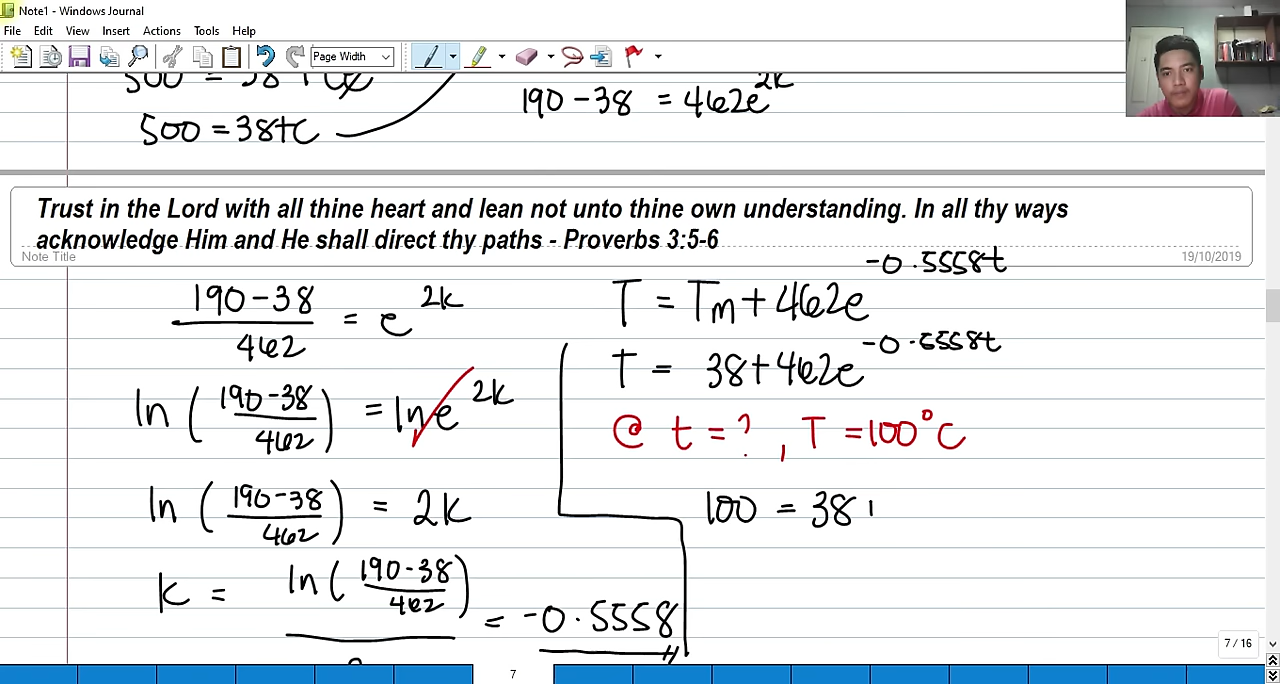 Note1 - Windows Journal
File Edit View Insert Actions Tools Help
Page Width
500 = 38 +
190 - 38 = 462e^2k
500 = 38+C
Trust in the Lord with all thine heart and lean not unto thine own understanding. In all thy ways
acknowledge Him and He shall direct thy paths - Proverbs 3:5-6
Note Title
19/10/2019
190 - 38 / 462 = e^2k
ln ( 190 - 38 / 462 ) = ln e^2k
ln ( 190 - 38 / 462 ) = 2k
k = ln ( 190 - 38 / 462 ) / = -0.5558
T = Tm + 462e^-0.5558t
T = 38 + 462e^-0.5558t
@ t = ? , T = 100°C
100 = 38
7 / 16
7